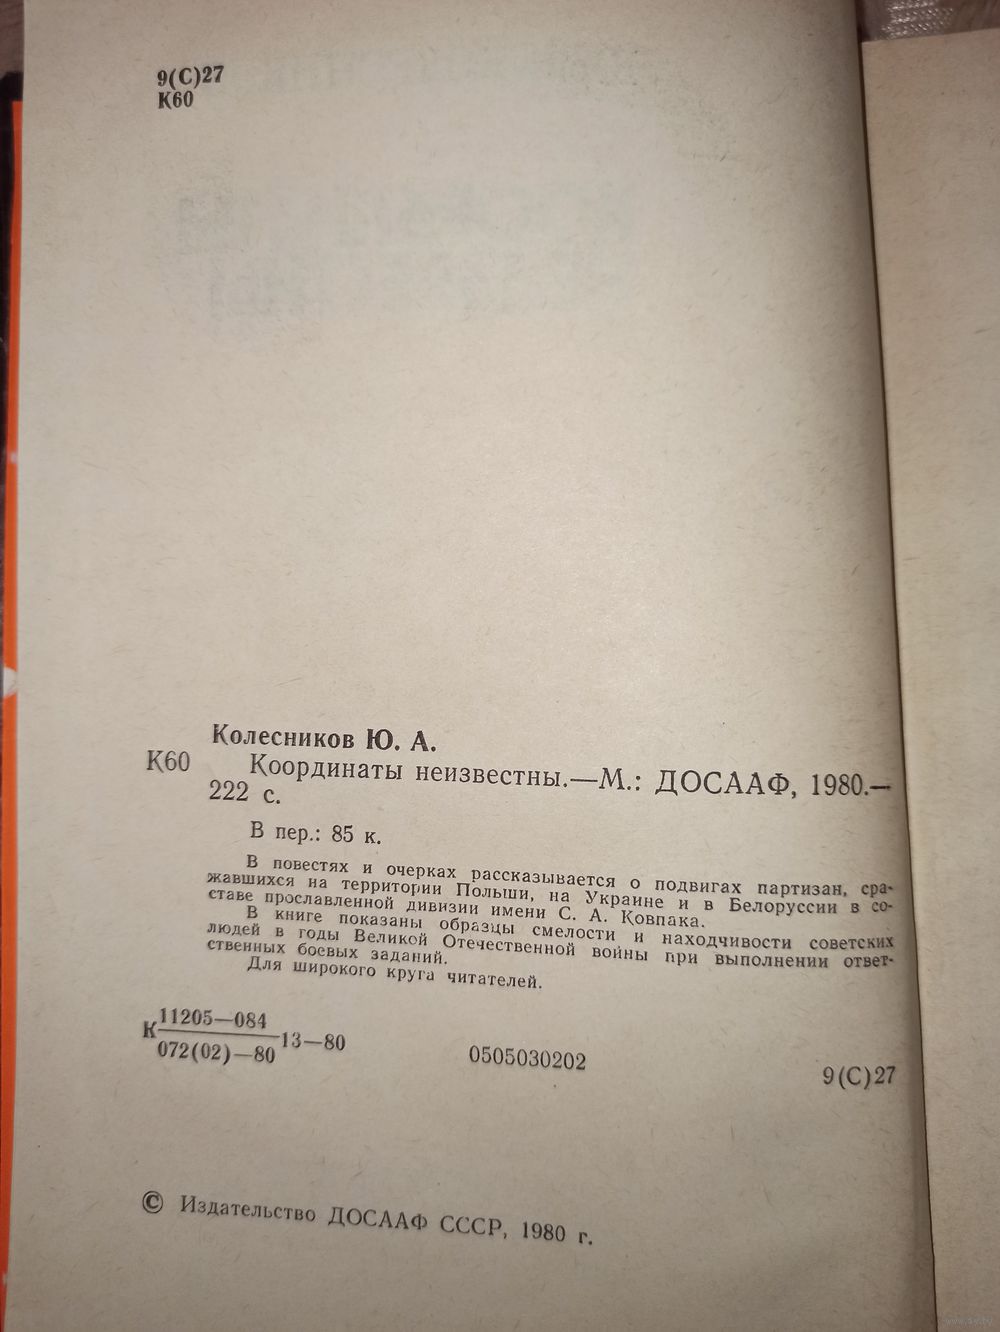 9(С)27
К60
Колесников Ю. А.
К60 Координаты неизвестны.—М.: ДОСААФ, 1980.—
222 с.
В пер.: 85 к.
В повестях и очерках рассказывается о подвигах партизан, сра-
жавшихся на территории Польши, на Украине и в Белоруссии в со-
ставе прославленной дивизии имени С. А. Ковпака.
В книге показаны образцы смелости и находчивости советских
людей в годы Великой Отечественной войны при выполнении ответ-
ственных боевых заданий.
Для широкого круга читателей.
К 11205—084
072(02)—80 13—80
0505030202
9(С)27
© Издательство ДОСААФ СССР, 1980 г.